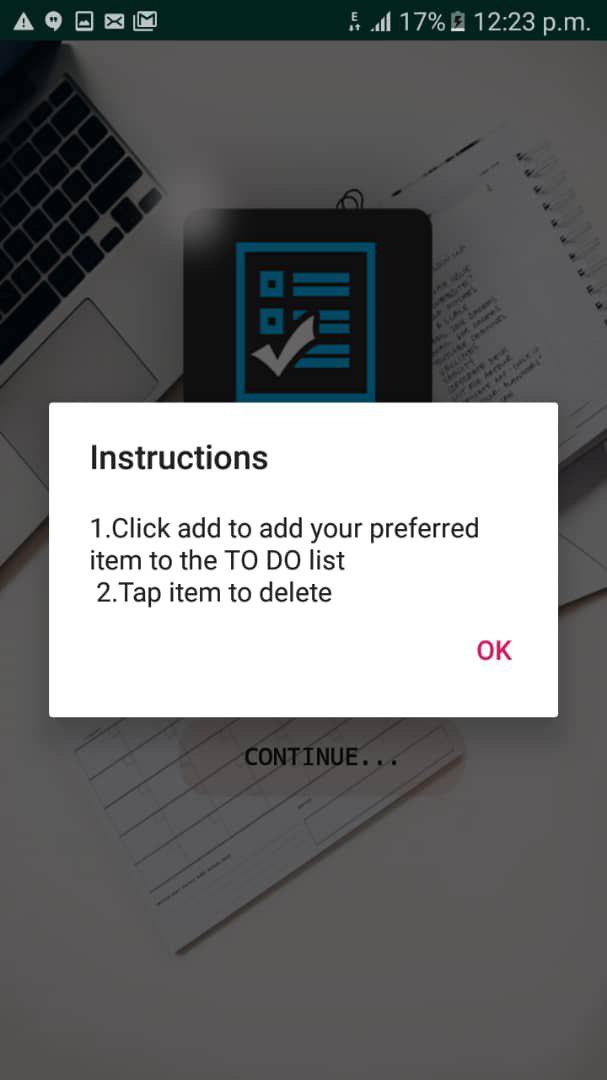 E 17% 12:23 p.m.
Instructions
1.Click add to add your preferred
item to the TO DO list
2.Tap item to delete
OK
CONTINUE...